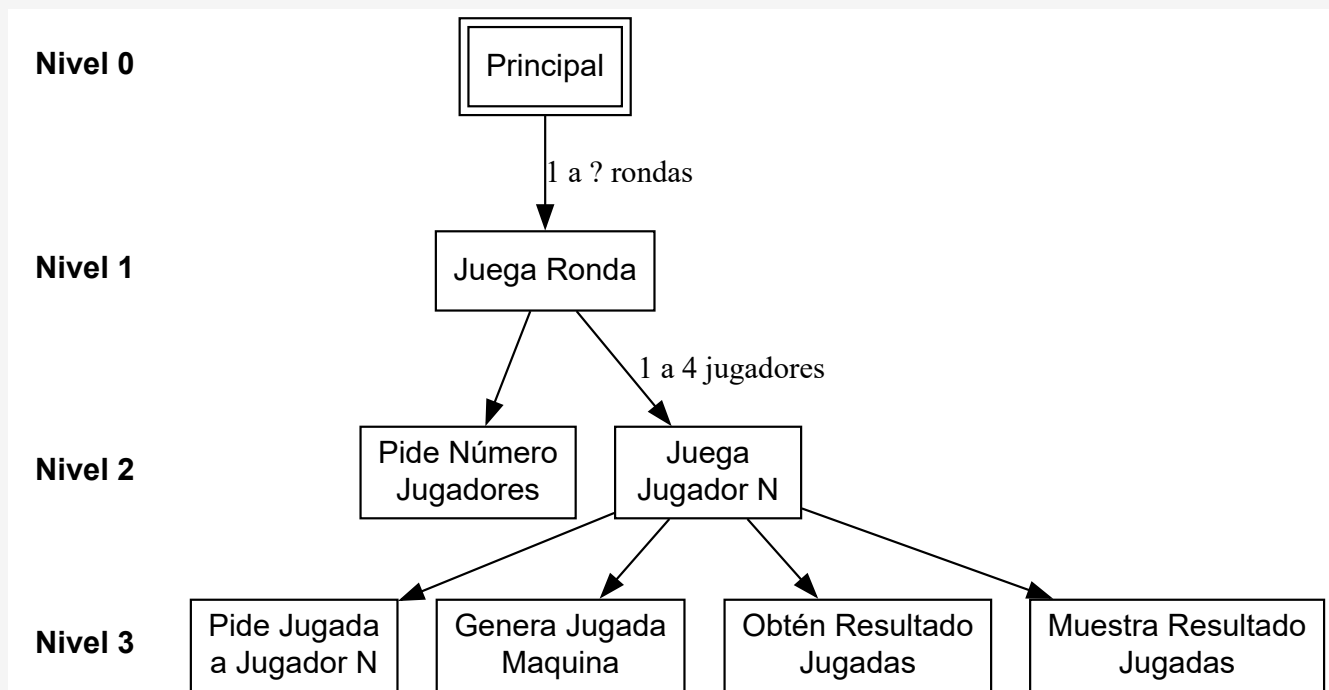 Nivel 0
Principal
1 a ? rondas
Nivel 1
Juega Ronda
1 a 4 jugadores
Nivel 2
Pide Número
Jugadores
Juega
Jugador N
Nivel 3
Pide Jugada
a Jugador N
Genera Jugada
Maquina
Obtén Resultado
Jugadas
Muestra Resultado
Jugadas